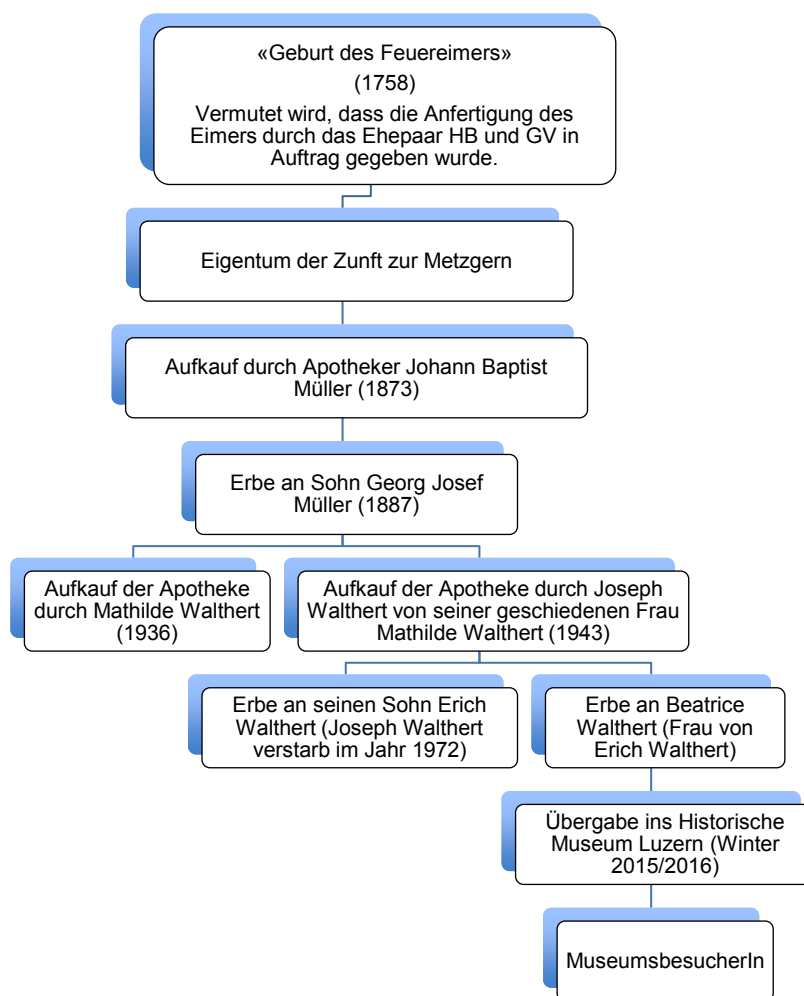 «Geburt des Feuereimers»
(1758)
Vermutet wird, dass die Anfertigung des
Eimers durch das Ehepaar HB und GV in
Auftrag gegeben wurde.
Eigentum der Zunft zur Metzgern
Aufkauf durch Apotheker Johann Baptist
Müller (1873)
Erbe an Sohn Georg Josef
Müller (1887)
Aufkauf der Apotheke
durch Mathilde Walthert
(1936)
Aufkauf der Apotheke durch Joseph
Walthert von seiner geschiedenen Frau
Mathilde Walthert (1943)
Erbe an seinen Sohn Erich
Walthert (Joseph Walthert
verstarb im Jahr 1972)
Erbe an Beatrice
Walthert (Frau von
Erich Walthert)
Übergabe ins Historische
Museum Luzern (Winter
2015/2016)
MuseumsbesucherIn